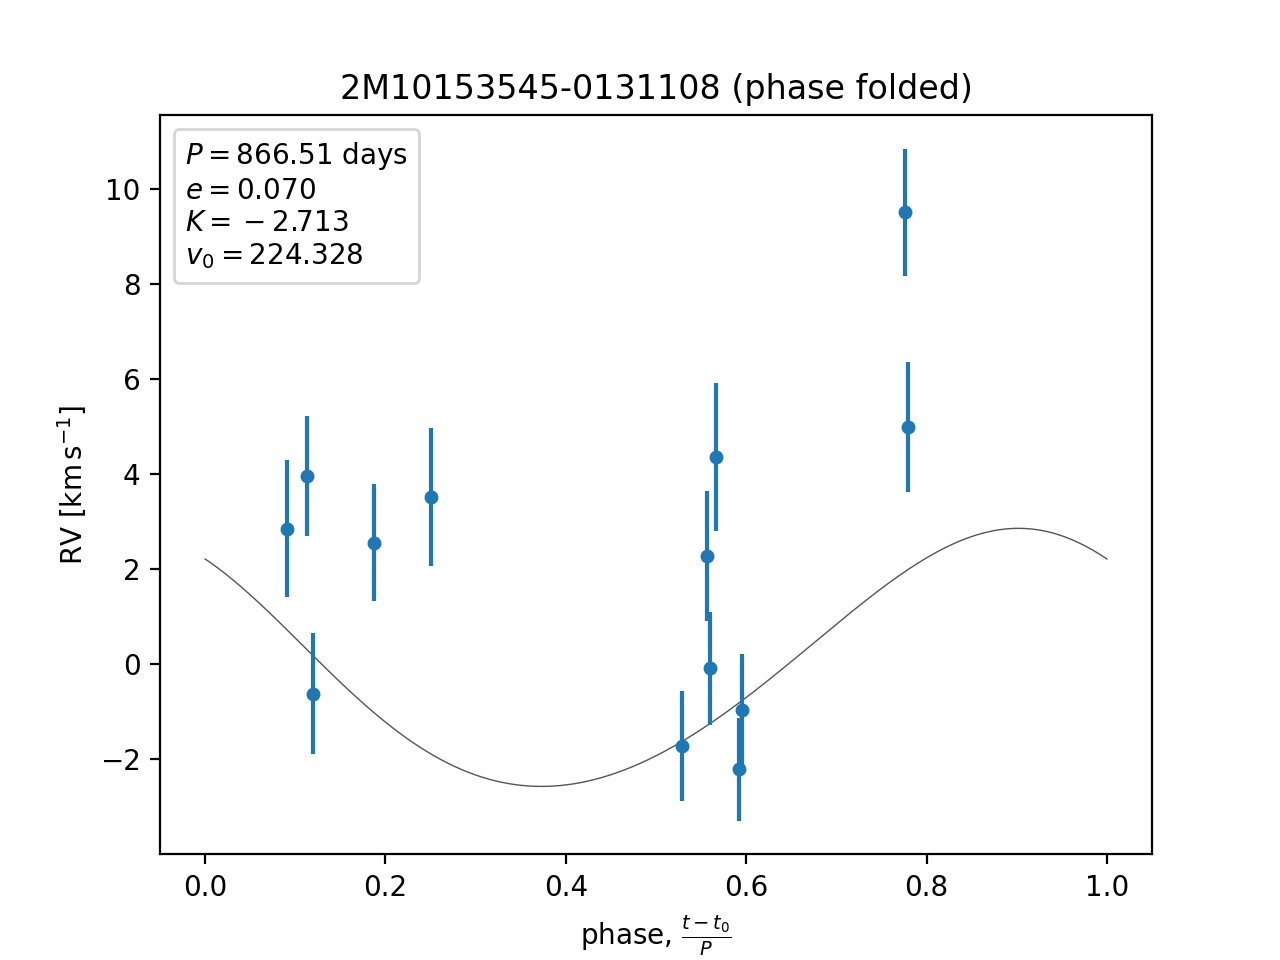 2M10153545-0131108 (phase folded)
P = 866.51 days
e = 0.070
K = −2.713
v₀ = 224.328
10
8
6
4
2
0
−2
RV [km s⁻¹]
0.0 0.2 0.4 0.6 0.8 1.0
phase, (t − t₀)/P